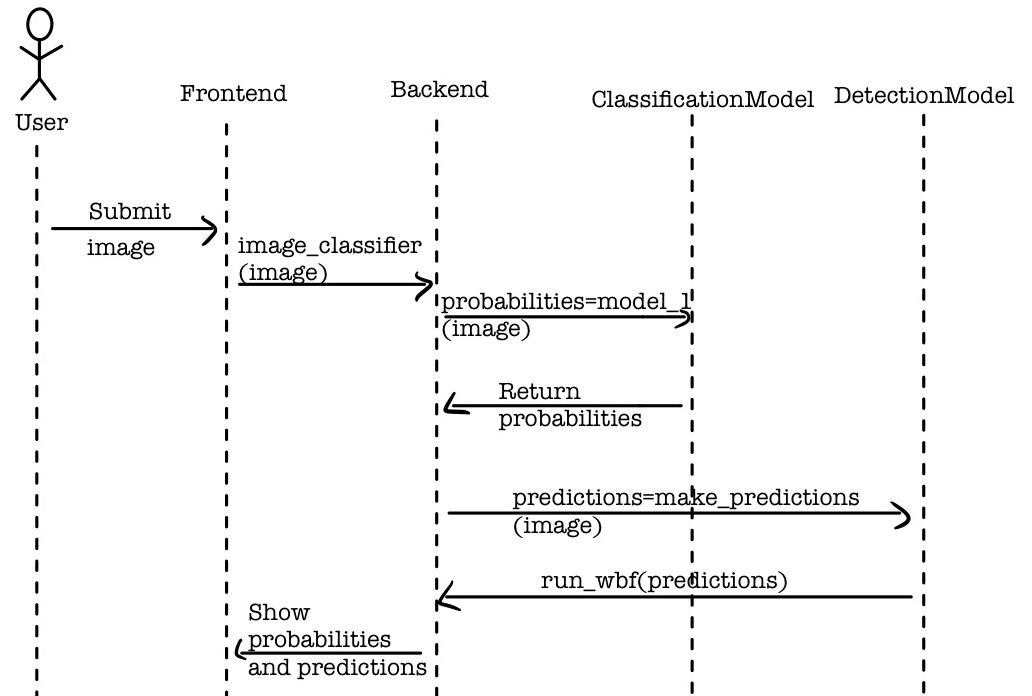 User
Frontend
Backend
ClassificationModel
DetectionModel
Submit
image
image_classifier
(image)
probabilities=model_1
(image)
Return
probabilities
predictions=make_predictions
(image)
run_wbf(predictions)
Show
probabilities
and predictions